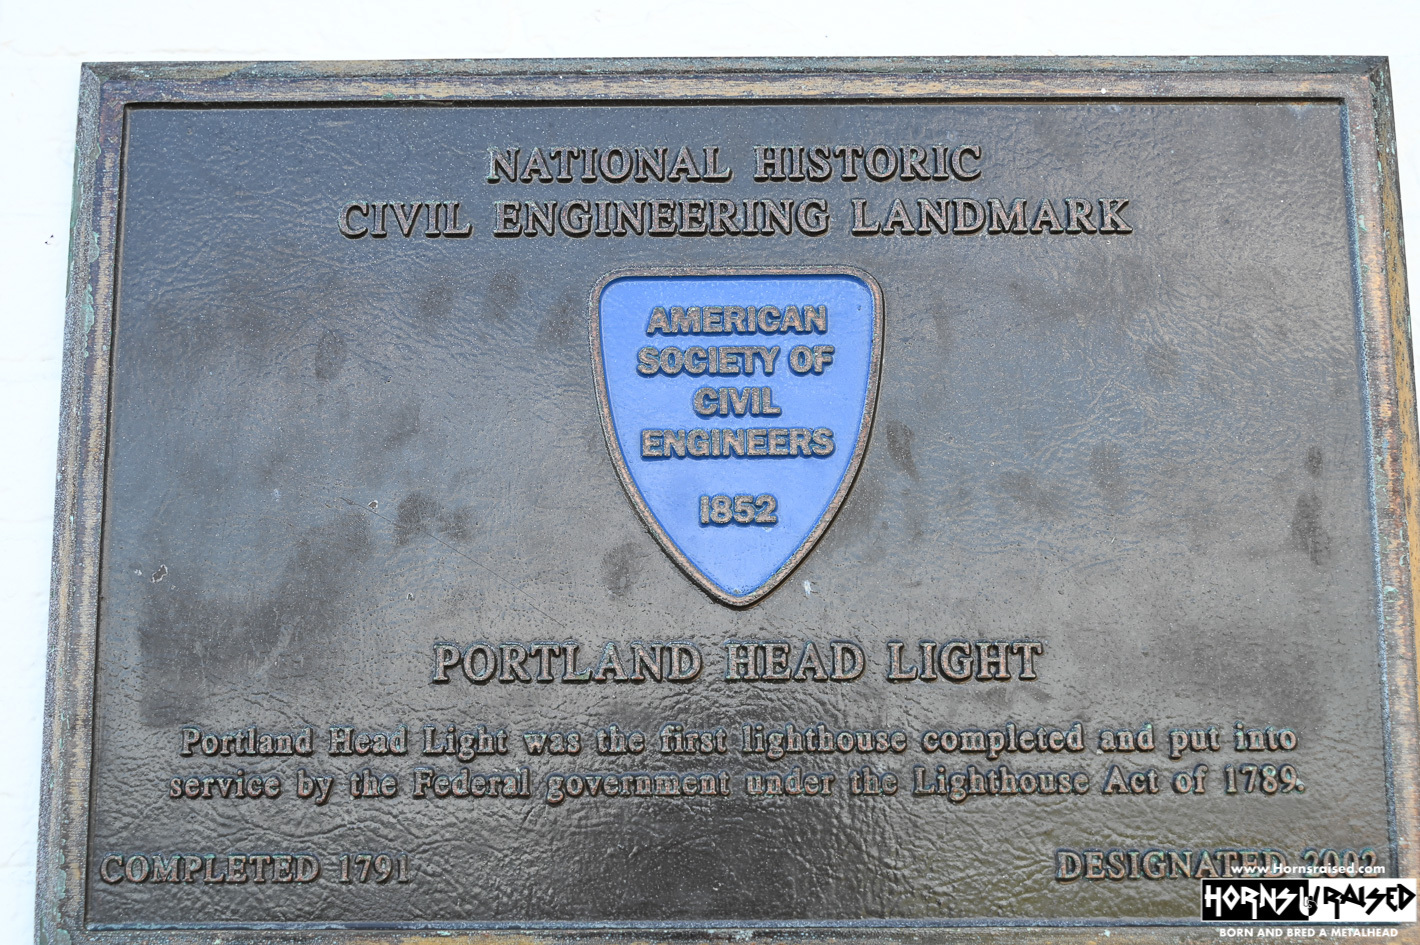 NATIONAL HISTORIC
CIVIL ENGINEERING LANDMARK
AMERICAN
SOCIETY OF
CIVIL
ENGINEERS
1852
PORTLAND HEAD LIGHT
Portland Head Light was the first lighthouse completed and put into
service by the Federal government under the Lighthouse Act of 1789.
COMPLETED 1791
DESIGNATED 2002
www.Hornsraised.com
HORNS RAISED
BORN AND BRED A METALHEAD